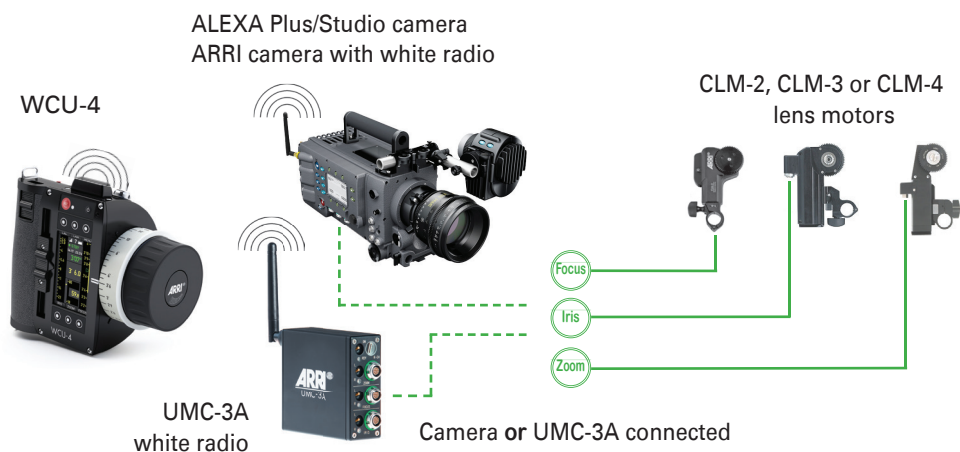 ALEXA Plus/Studio camera
ARRI camera with white radio
WCU-4
CLM-2, CLM-3 or CLM-4
lens motors
ARRI
WCU-4
Focus
Iris
Zoom
ARRI
UMC-3A
UMC-3A
white radio
Camera or UMC-3A connected